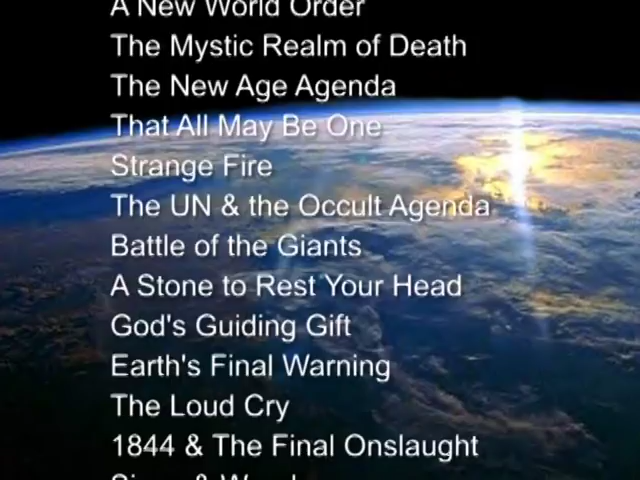 A New World Order
The Mystic Realm of Death
The New Age Agenda
That All May Be One
Strange Fire
The UN & the Occult Agenda
Battle of the Giants
A Stone to Rest Your Head
God's Guiding Gift
Earth's Final Warning
The Loud Cry
1844 & The Final Onslaught